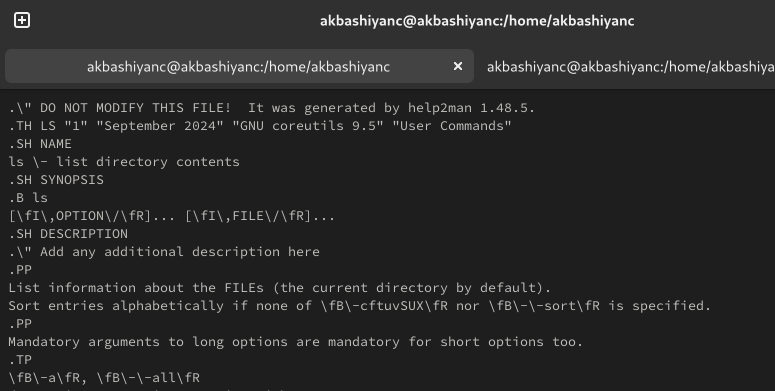 akbashiyanc@akbashiyanc:/home/akbashiyanc
akbashiyanc@akbashiyanc:/home/akbashiyanc × akbashiyanc@akbashiyanc:/home/akbashiya
.\" DO NOT MODIFY THIS FILE!  It was generated by help2man 1.48.5.
.TH LS "1" "September 2024" "GNU coreutils 9.5" "User Commands"
.SH NAME
ls \- list directory contents
.SH SYNOPSIS
.B ls
[\fI\,OPTION\/\fR]... [\fI\,FILE\/\fR]...
.SH DESCRIPTION
.\" Add any additional description here
.PP
List information about the FILEs (the current directory by default).
Sort entries alphabetically if none of \fB\-cftuvSUX\fR nor \fB\-\-sort\fR is specified.
.PP
Mandatory arguments to long options are mandatory for short options too.
.TP
\fB\-a\fR, \fB\-\-all\fR